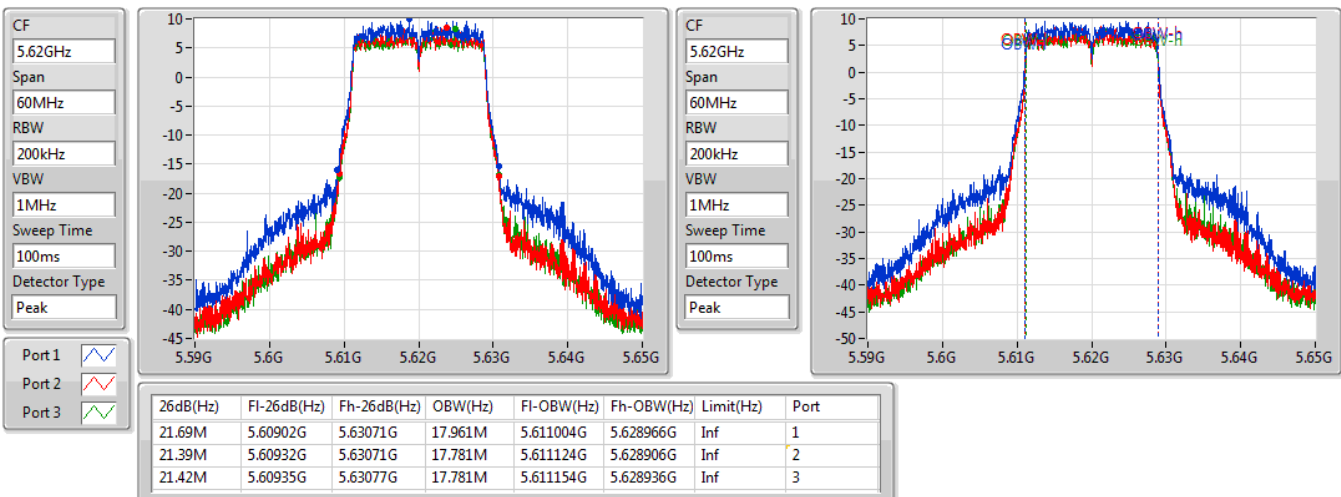 CF
5.62GHz
Span
60MHz
RBW
200kHz
VBW
1MHz
Sweep Time
100ms
Detector Type
Peak
Port 1
Port 2
Port 3
10
5
0
-5
-10
-15
-20
-25
-30
-35
-40
-45
5.59G 5.6G 5.61G 5.62G 5.63G 5.64G 5.65G
CF
5.62GHz
Span
60MHz
RBW
200kHz
VBW
1MHz
Sweep Time
100ms
Detector Type
Peak
10
5
0
-5
-10
-15
-20
-25
-30
-35
-40
-45
-50
5.59G 5.6G 5.61G 5.62G 5.63G 5.64G 5.65G
26dB(Hz) Fl-26dB(Hz) Fh-26dB(Hz) OBW(Hz) Fl-OBW(Hz) Fh-OBW(Hz) Limit(Hz) Port
21.69M 5.60902G 5.63071G 17.961M 5.611004G 5.628966G Inf 1
21.39M 5.60932G 5.63071G 17.781M 5.611124G 5.628906G Inf 2
21.42M 5.60935G 5.63077G 17.781M 5.611154G 5.628936G Inf 3